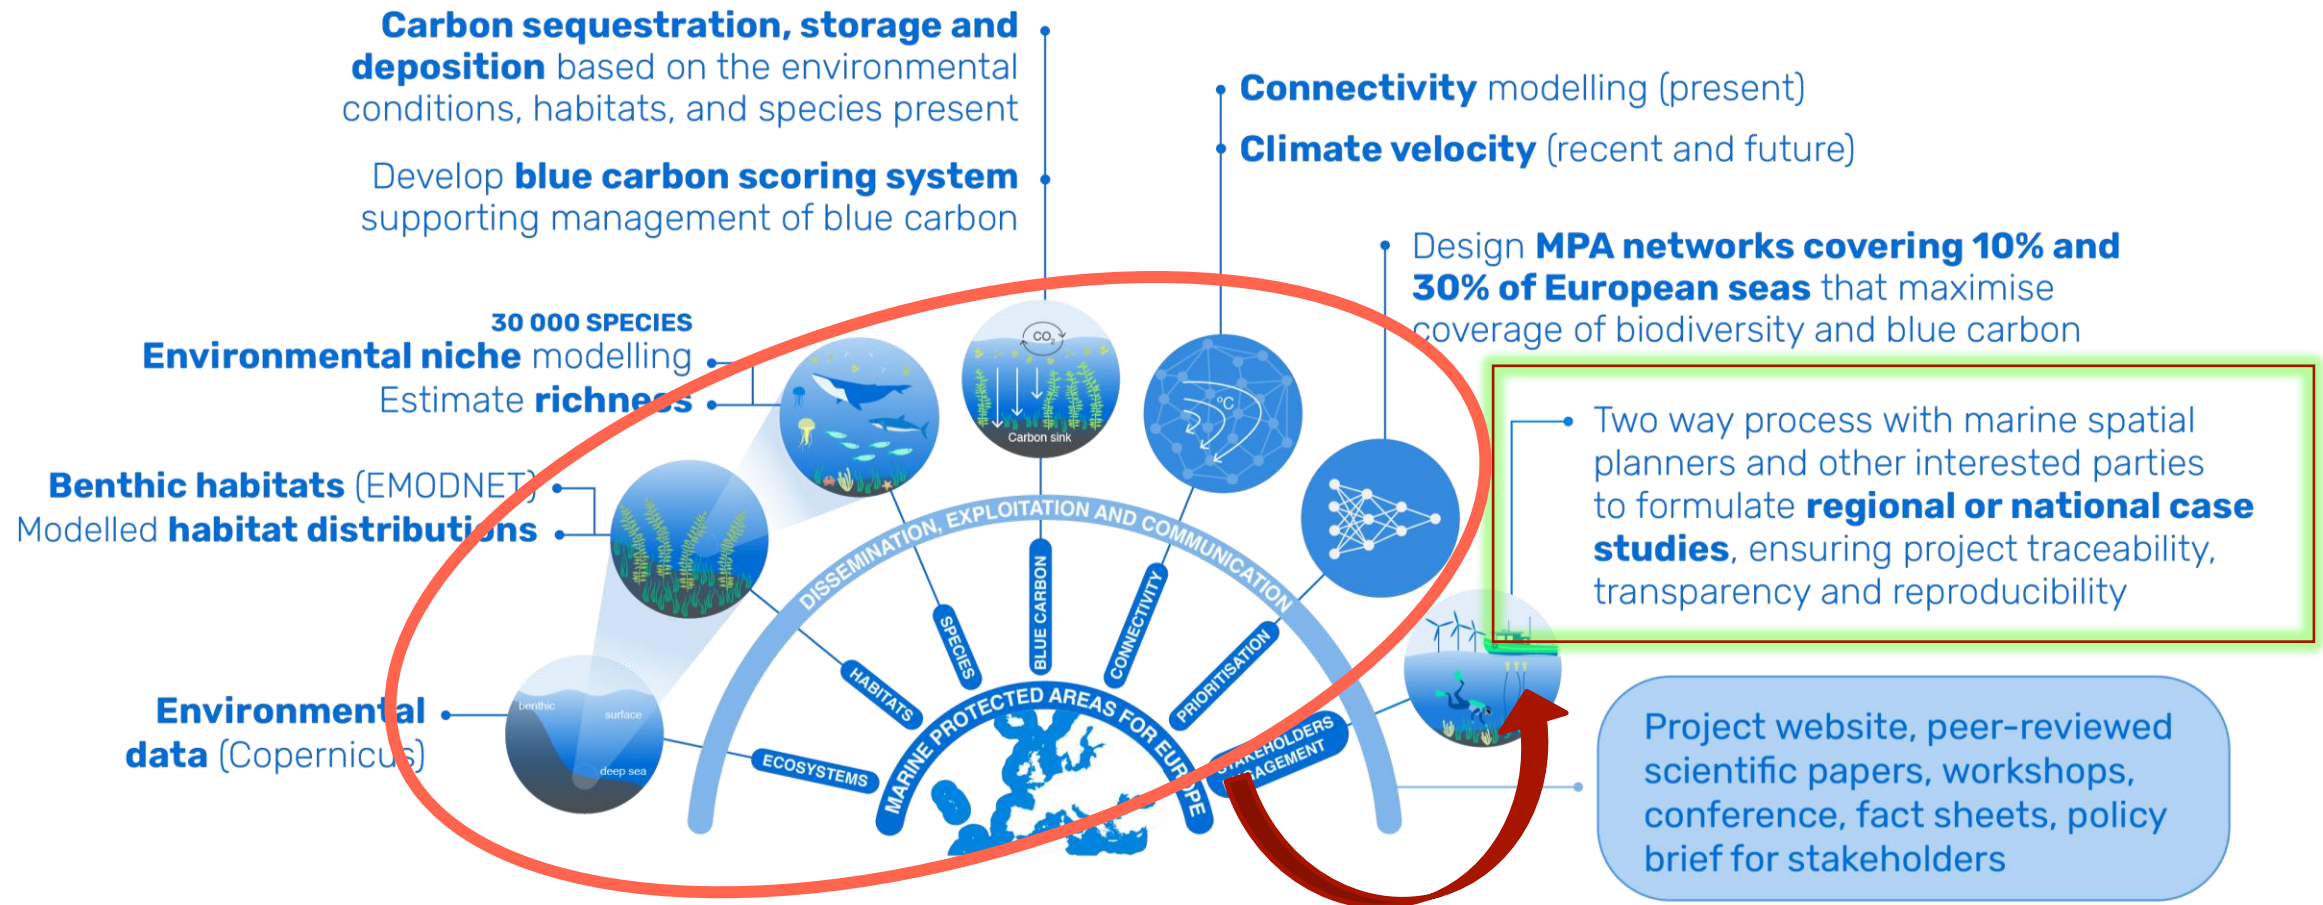 Carbon sequestration, storage and
deposition based on the environmental
conditions, habitats, and species present
Develop blue carbon scoring system
supporting management of blue carbon
Connectivity modelling (present)
Climate velocity (recent and future)
Design MPA networks covering 10% and
30% of European seas that maximise
coverage of biodiversity and blue carbon
30 000 SPECIES
Environmental niche modelling
Estimate richness
Benthic habitats (EMODNET)
Modelled habitat distributions
Environmental
data (Copernicus)
benthic
surface
deep sea
CO2
Carbon sink
°C
DISSEMINATION, EXPLOITATION AND COMMUNICATION
ECOSYSTEMS
HABITATS
SPECIES
BLUE CARBON
CONNECTIVITY
PRIORITISATION
STAKEHOLDERS
ENGAGEMENT
MARINE PROTECTED AREAS FOR EUROPE
Two way process with marine spatial
planners and other interested parties
to formulate regional or national case
studies, ensuring project traceability,
transparency and reproducibility
Project website, peer-reviewed
scientific papers, workshops,
conference, fact sheets, policy
brief for stakeholders